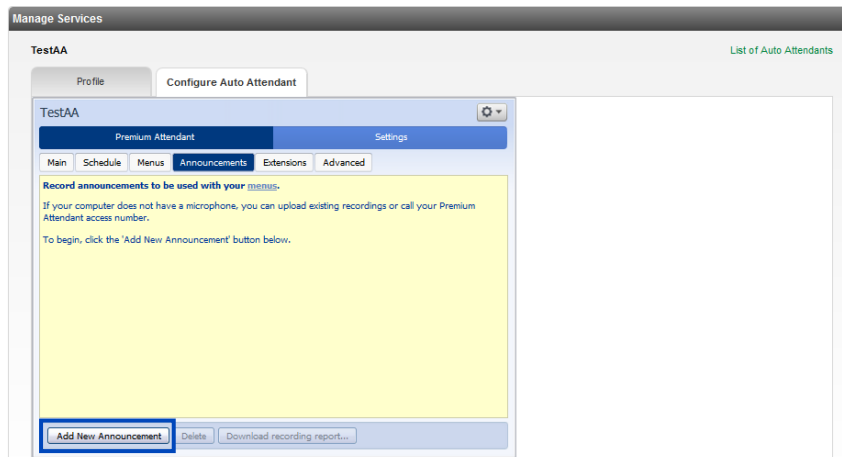 Manage Services
TestAA
List of Auto Attendants
Profile
Configure Auto Attendant
TestAA
Premium Attendant
Settings
Main
Schedule
Menus
Announcements
Extensions
Advanced
Record announcements to be used with your menus.
If your computer does not have a microphone, you can upload existing recordings or call your Premium
Attendant access number.
To begin, click the 'Add New Announcement' button below.
Add New Announcement
Delete
Download recording report...